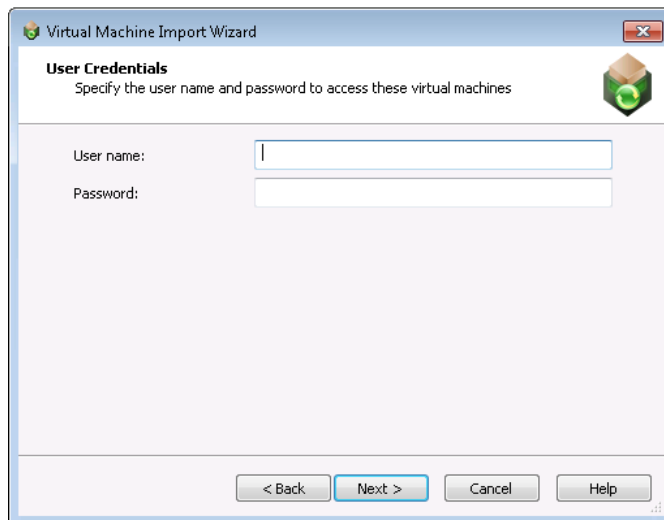 Virtual Machine Import Wizard
User Credentials
Specify the user name and password to access these virtual machines
User name:
Password:
< Back Next > Cancel Help